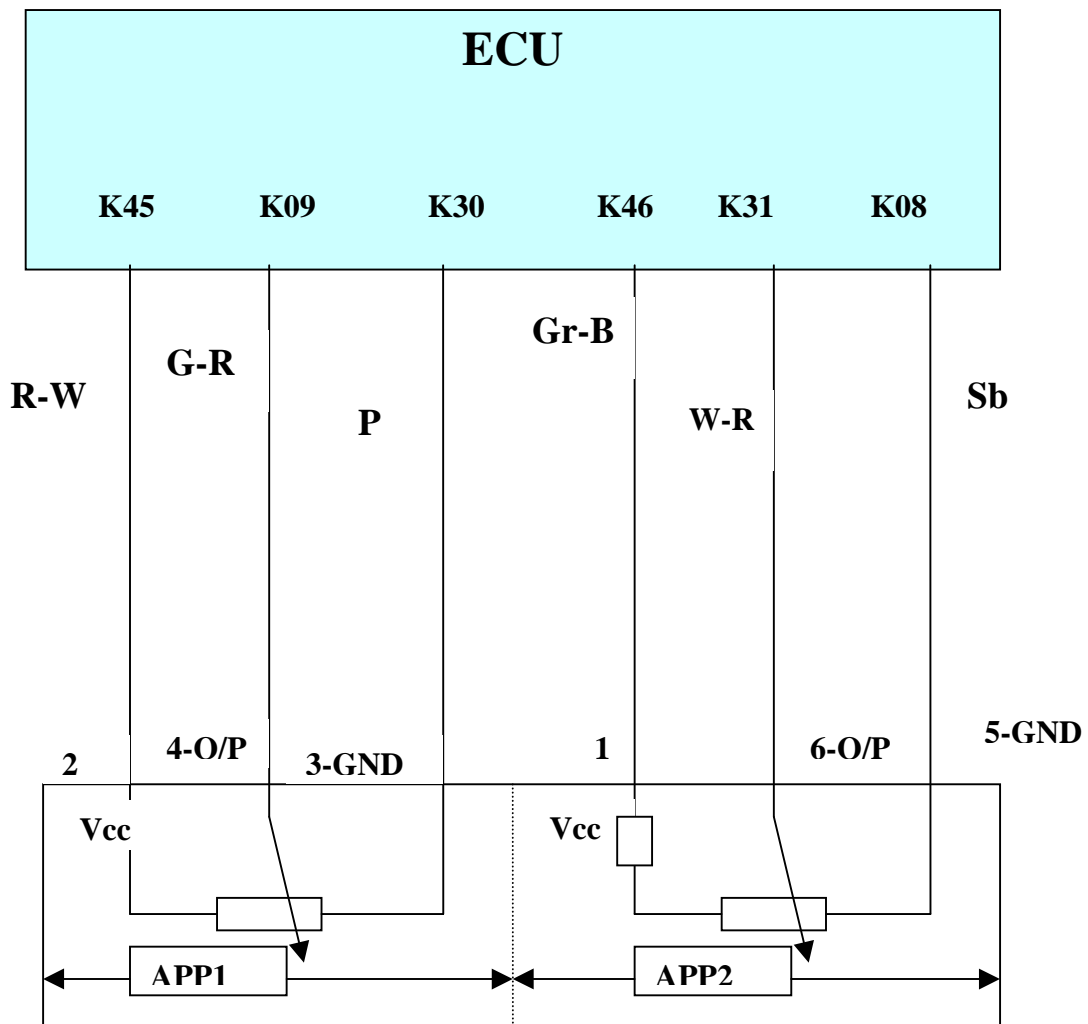 ECU
K45 K09 K30 K46 K31 K08
Gr-B
G-R
R-W
Sb
P
W-R
5-GND
4-O/P
1
6-O/P
2
3-GND
Vcc
Vcc
APP1
APP2